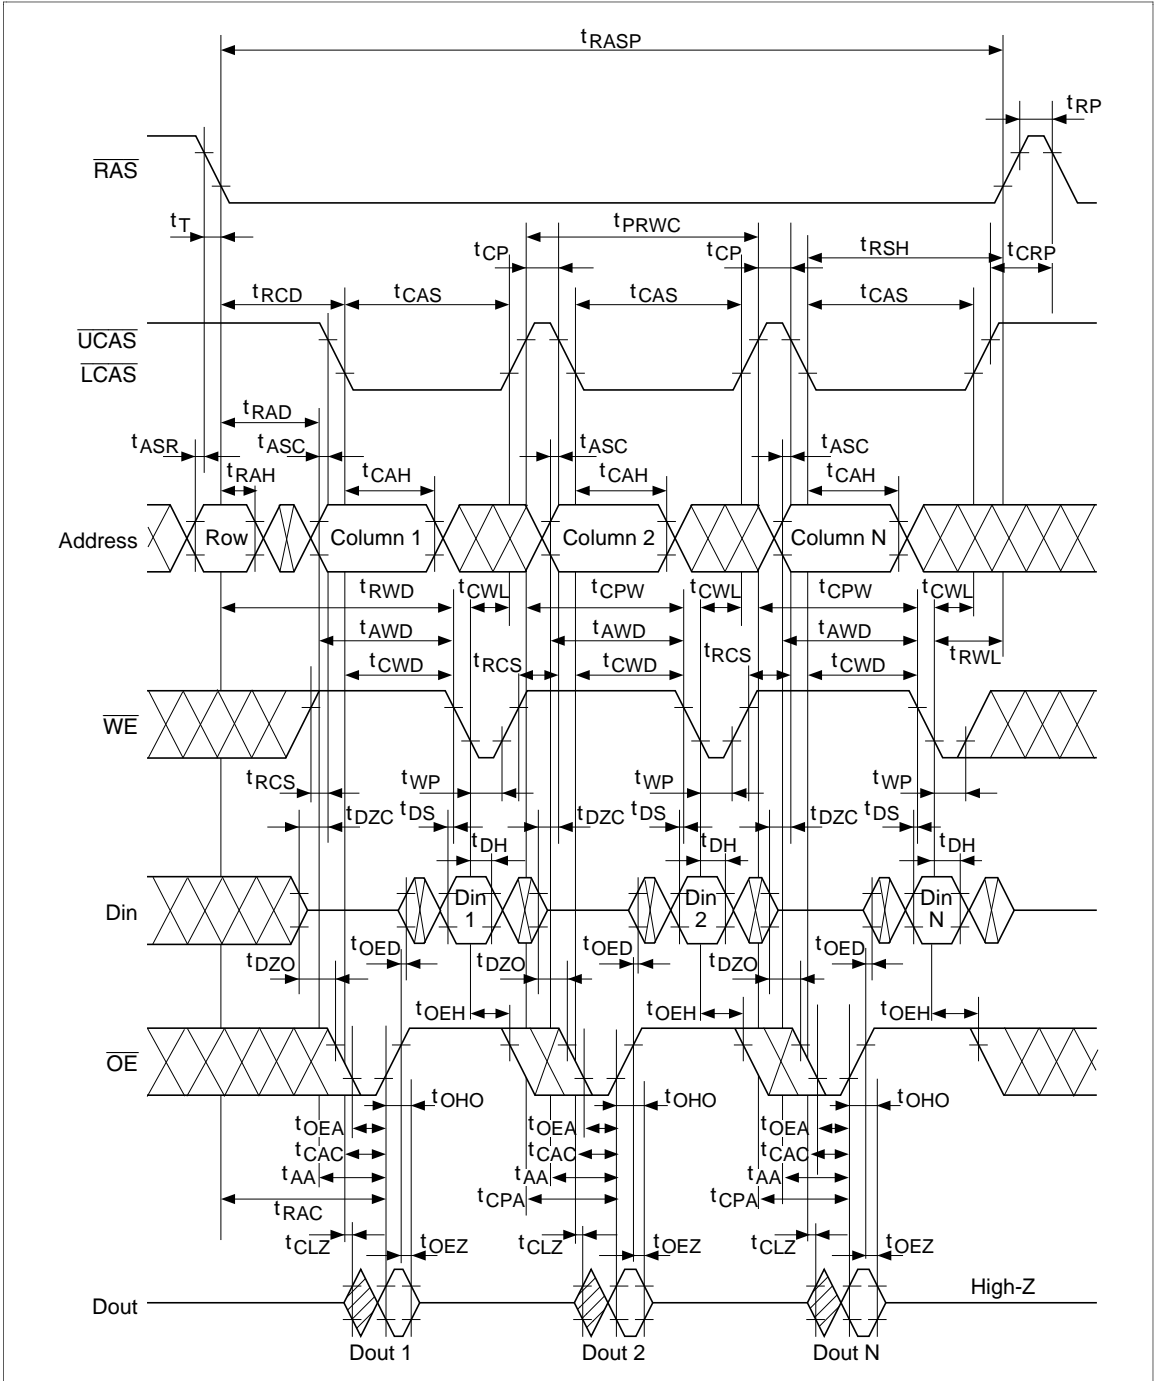 tRASP
tRP
RAS
tT
tPRWC
tCP
tCP
tRSH
tCRP
tRCD
tCAS
tCAS
tCAS
UCAS
LCAS
tRAD
tASR
tASC
tASC
tASC
tRAH
tCAH
tCAH
tCAH
Address
Row
Column 1
Column 2
Column N
tRWD
tCWL
tCPW
tCWL
tCPW
tCWL
tAWD
tAWD
tAWD
tCWD
tRCS
tCWD
tRCS
tCWD
tRWL
WE
tRCS
tWP
tWP
tWP
tDZC
tDS
tDZC
tDS
tDZC
tDS
tDH
tDH
tDH
Din
Din 1
Din 2
Din N
tDZO
tOED
tDZO
tOED
tDZO
tOED
tOEH
tOEH
tOEH
OE
tOHO
tOHO
tOHO
tOEA
tOEA
tOEA
tCAC
tCAC
tCAC
tAA
tAA
tAA
tRAC
tCPA
tCPA
tCLZ
tOEZ
tCLZ
tOEZ
tCLZ
tOEZ
Dout
High-Z
Dout 1
Dout 2
Dout N